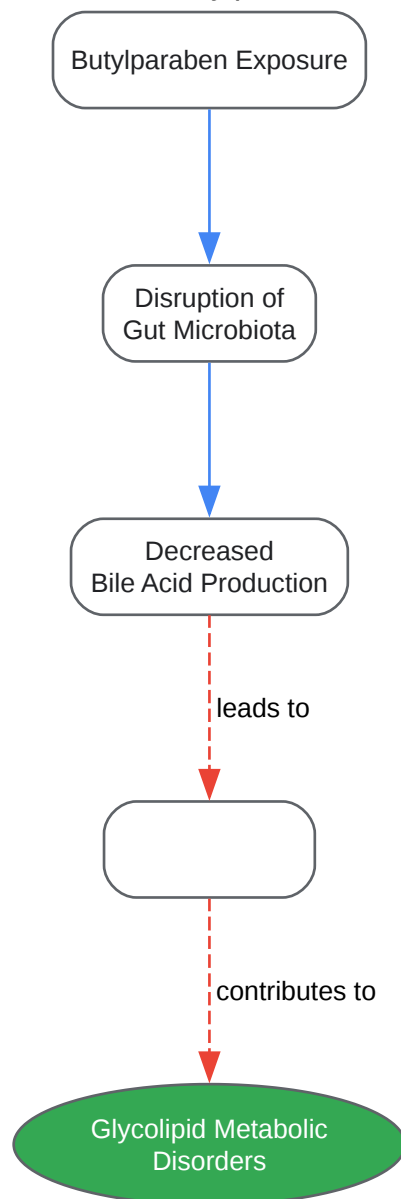 Butylparaben Exposure
Disruption of
Gut Microbiota
Decreased
Bile Acid Production
leads to
contributes to
Glycolipid Metabolic
Disorders